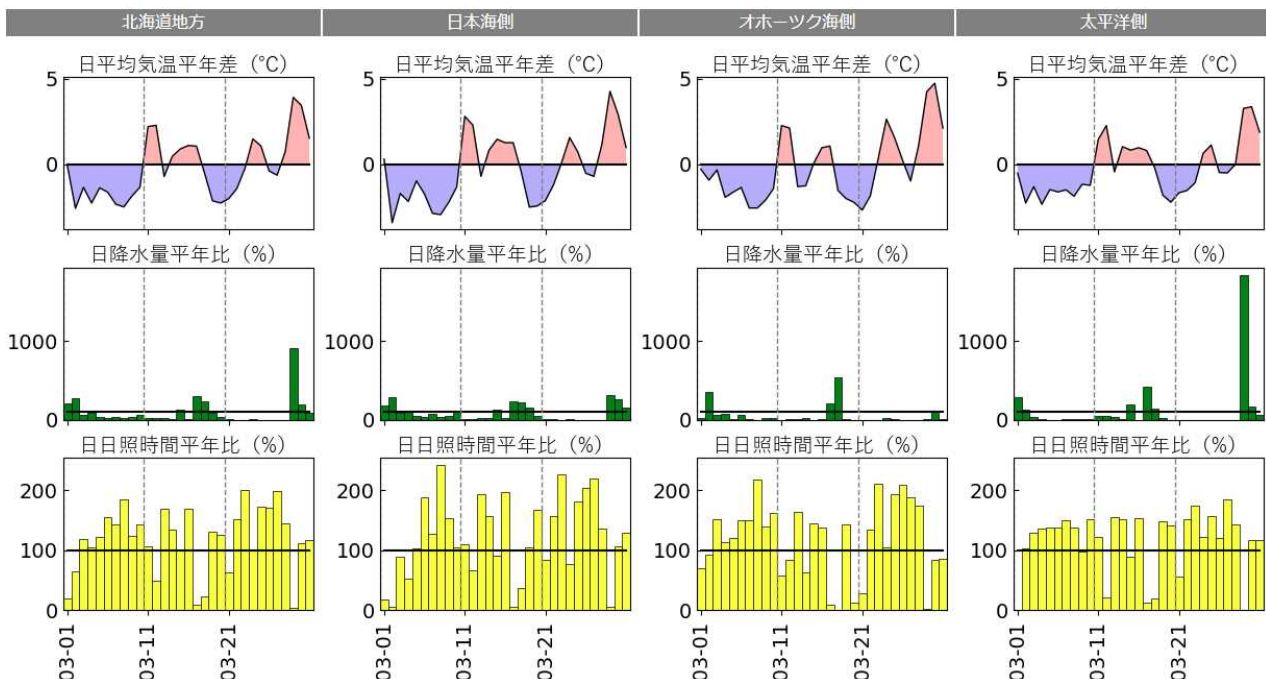 北海道地方
日本海側
オホーツク海側
太平洋側
日平均気温平年差（℃）
日平均気温平年差（℃）
日平均気温平年差（℃）
日平均気温平年差（℃）
5
0
5
0
5
0
5
0
日降水量平年比（%）
日降水量平年比（%）
日降水量平年比（%）
日降水量平年比（%）
1000
0
1000
0
1000
0
1000
0
日日照時間平年比（%）
日日照時間平年比（%）
日日照時間平年比（%）
日日照時間平年比（%）
200
100
0
200
100
0
200
100
0
200
100
0
03-01
03-11
03-21
03-01
03-11
03-21
03-01
03-11
03-21
03-01
03-11
03-21